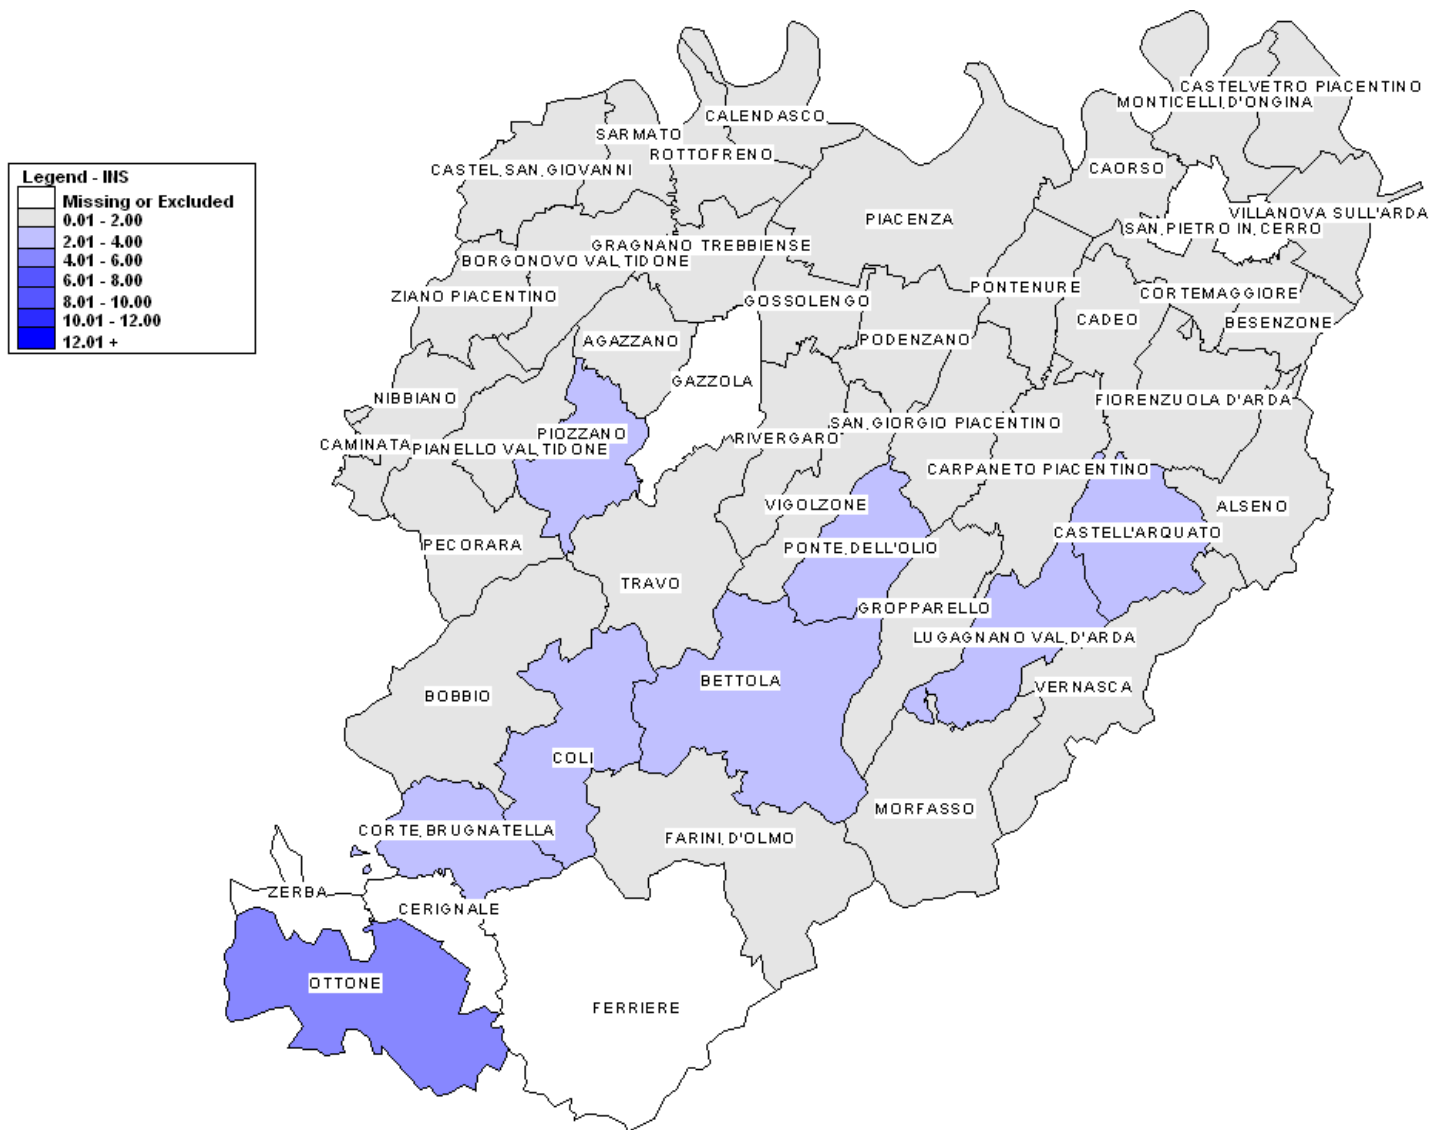 CASTELVETRO PIACENTINO
MONTICELLI D'ONGINA
CALENDASCO
SARMATO
ROTTOFRENO
CASTEL SAN GIOVANNI
CAORSO
Legend - INS
Missing or Excluded
0.01 - 2.00
2.01 - 4.00
4.01 - 6.00
6.01 - 8.00
8.01 - 10.00
10.01 - 12.00
12.01 +
PIACENZA
VILLANOVA SULL'ARDA
SAN PIETRO IN CERRO
GRAGNANO TREBBIENSE
BORGONOVO VAL TIDONE
ZIANO PIACENTINO
GOSSOLENGO
PONTENURE
CORTEMAGGIORE
CADEO
BESENZONE
AGAZZANO
PODENZANO
GAZZOLA
NIBBIANO
FIORENZUOLA D'ARDA
SAN GIORGIO PIACENTINO
PIOZZANO
RIVERGARO
CAMINATA
PIANELLO VAL TIDONE
CARPANETO PIACENTINO
VIGOLZONE
ALSENO
CASTELL'ARQUATO
PECORARA
PONTE DELL'OLIO
TRAVO
GROPPARELLO
LUGAGNANO VAL D'ARDA
BETTOLA
VERNASCA
BOBBIO
COLI
MORFASSO
CORTE BRUGNATELLA
FARINI D'OLMO
ZERBA
CERIGNALE
OTTONE
FERRIERE